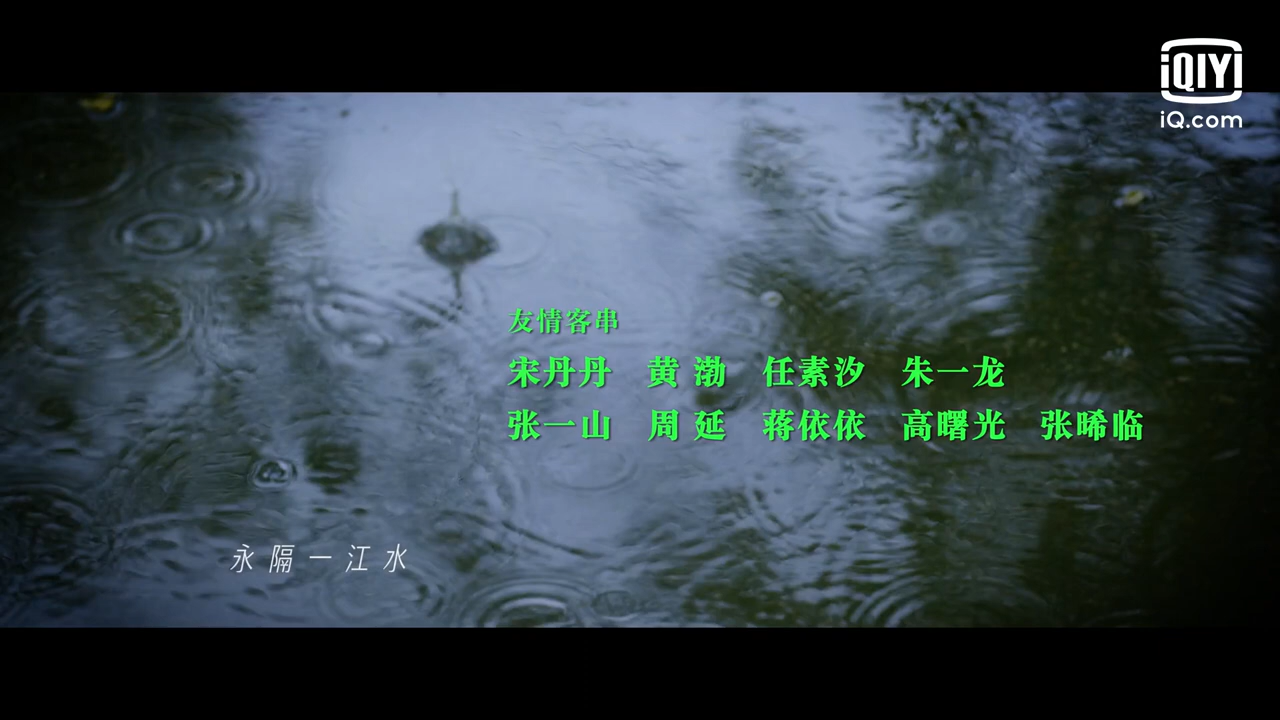 iQIYI
iQ.com
友情客串
宋丹丹 黄渤 任素汐 朱一龙
张一山 周延 蒋依依 高曙光 张晞临
永隔一江水